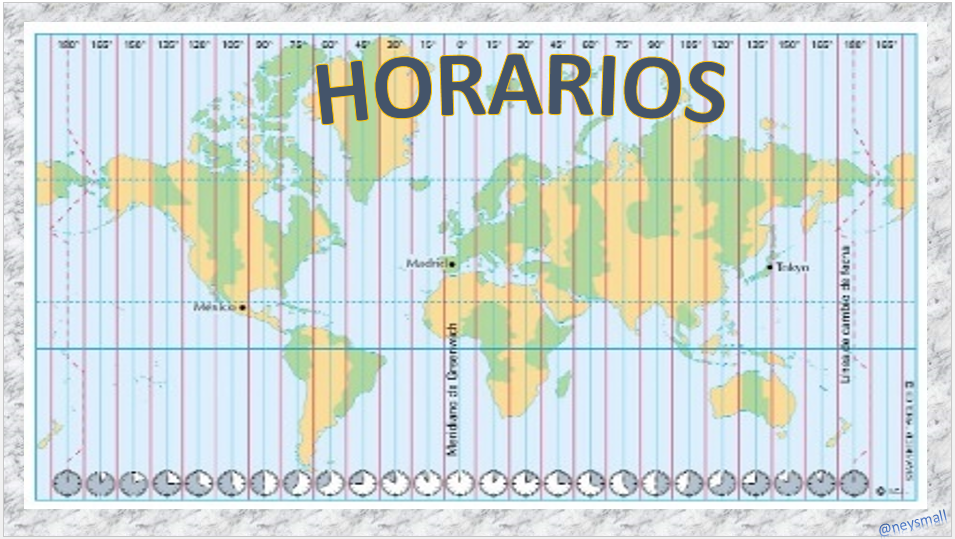 180° 165° 150° 135° 120° 105° 90° 75° 60° 45° 30° 15° 0° 15° 30° 45° 60° 75° 90° 105° 120° 135° 150° 165° 180° 165°
HORARIOS
Madrid
Tokyo
México
Meridiano de Greenwich
Línea de cambio de fecha
@neysmall